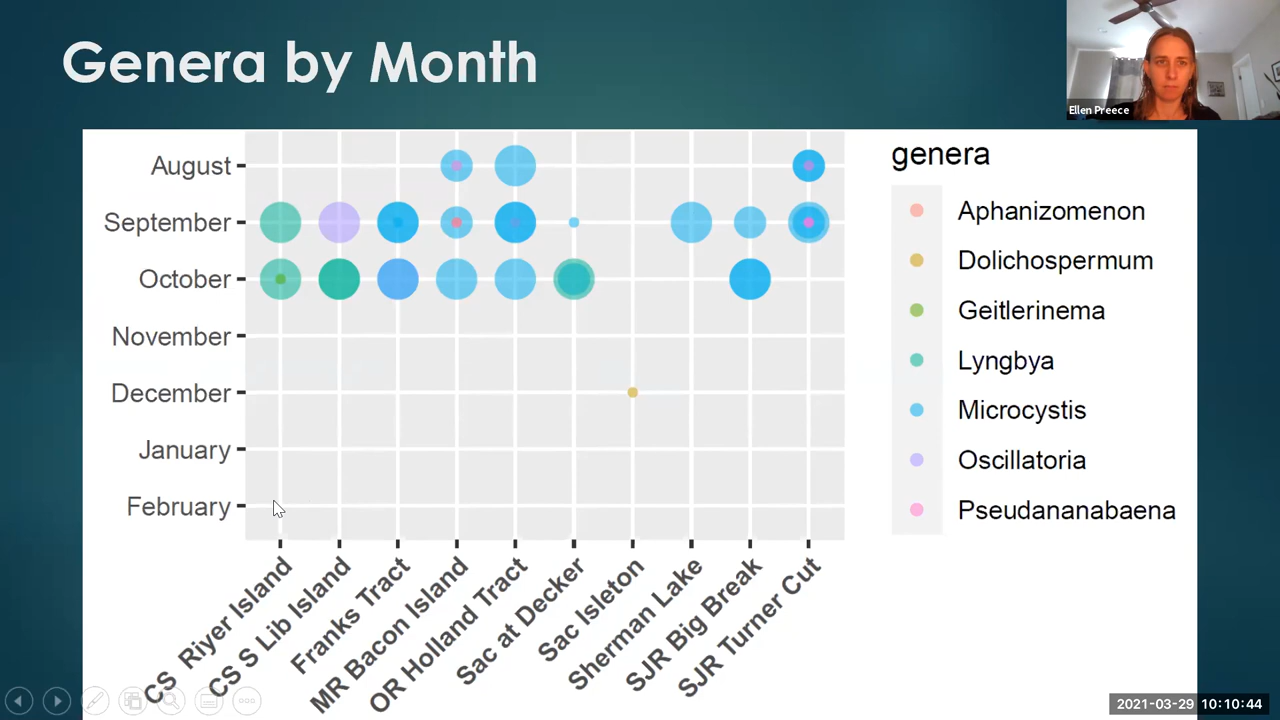 Genera by Month
Ellen Preece
August
September
October
November
December
January
February
CS Riyer Island
CS S Lib Island
Franks Tract
MR Bacon Island
OR Holland Tract
Sac at Decker
Sac Isleton
Sherman Lake
SJR Big Break
SJR Turner Cut
genera
Aphanizomenon
Dolichospermum
Geitlerinema
Lyngbya
Microcystis
Oscillatoria
Pseudananabaena
2021-03-29 10:10:44